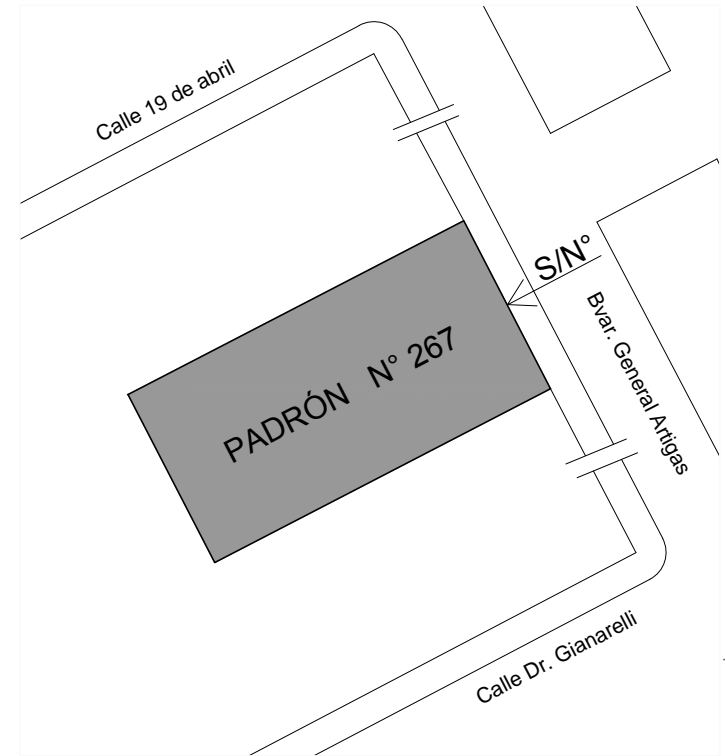 Calle 19 de abril
S/N°
Bvar. General Artigas
PADRÓN N° 267
Calle Dr. Gianarelli